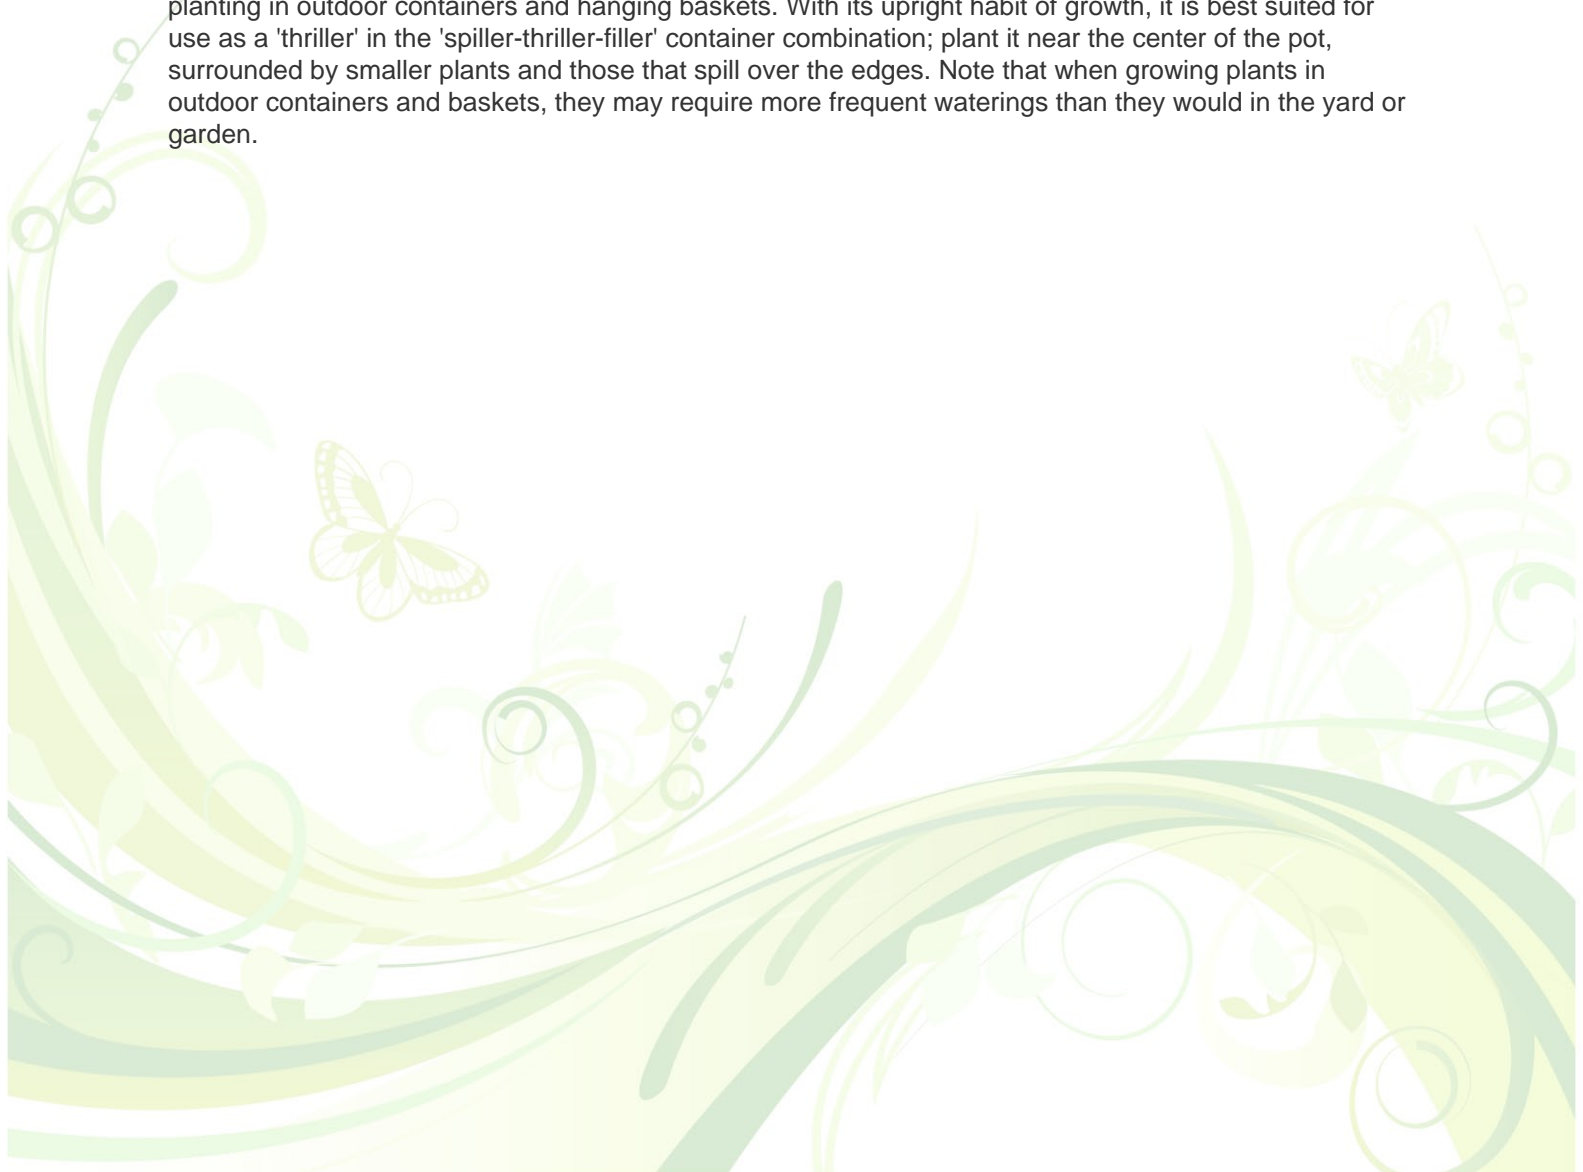 planting in outdoor containers and hanging baskets. With its upright habit of growth, it is best suited for
use as a 'thriller' in the 'spiller-thriller-filler' container combination; plant it near the center of the pot,
surrounded by smaller plants and those that spill over the edges. Note that when growing plants in
outdoor containers and baskets, they may require more frequent waterings than they would in the yard or
garden.